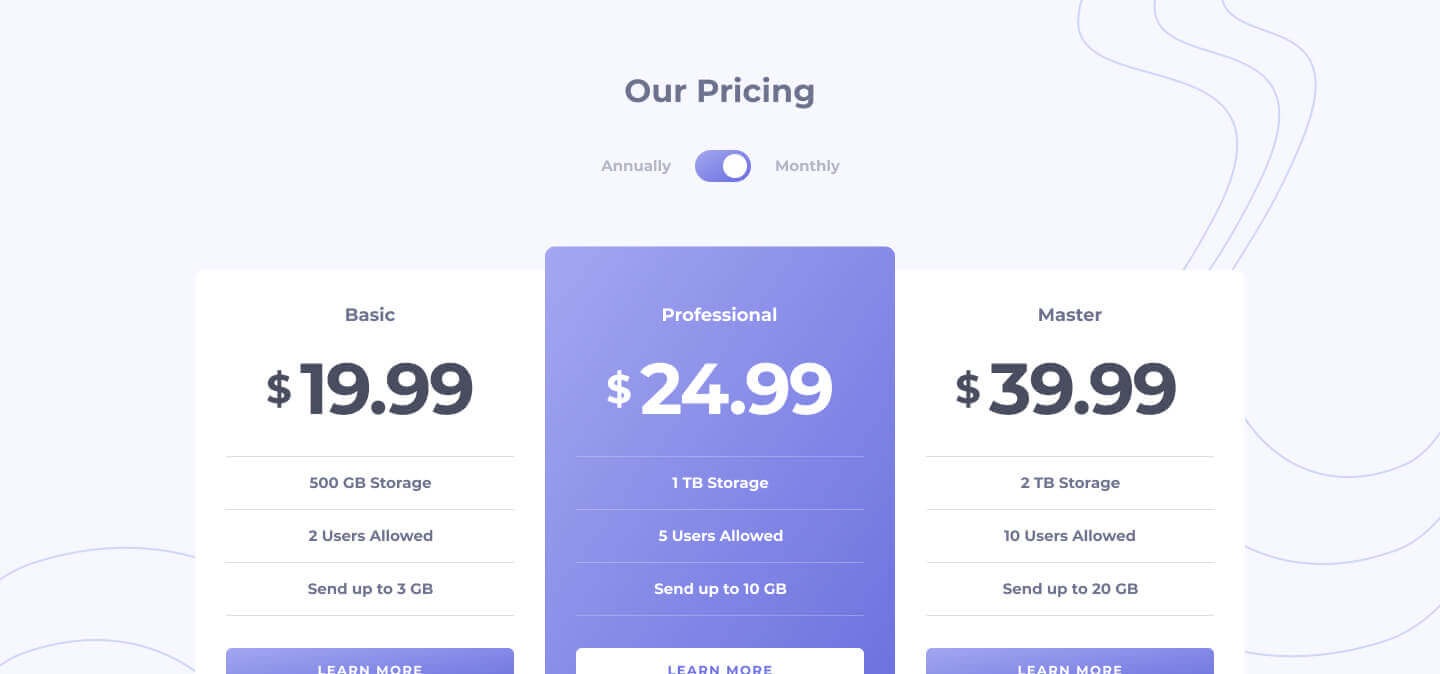 Our Pricing
Annually Monthly
Basic
$19.99
500 GB Storage
2 Users Allowed
Send up to 3 GB
LEARN MORE
Professional
$24.99
1 TB Storage
5 Users Allowed
Send up to 10 GB
LEARN MORE
Master
$39.99
2 TB Storage
10 Users Allowed
Send up to 20 GB
LEARN MORE